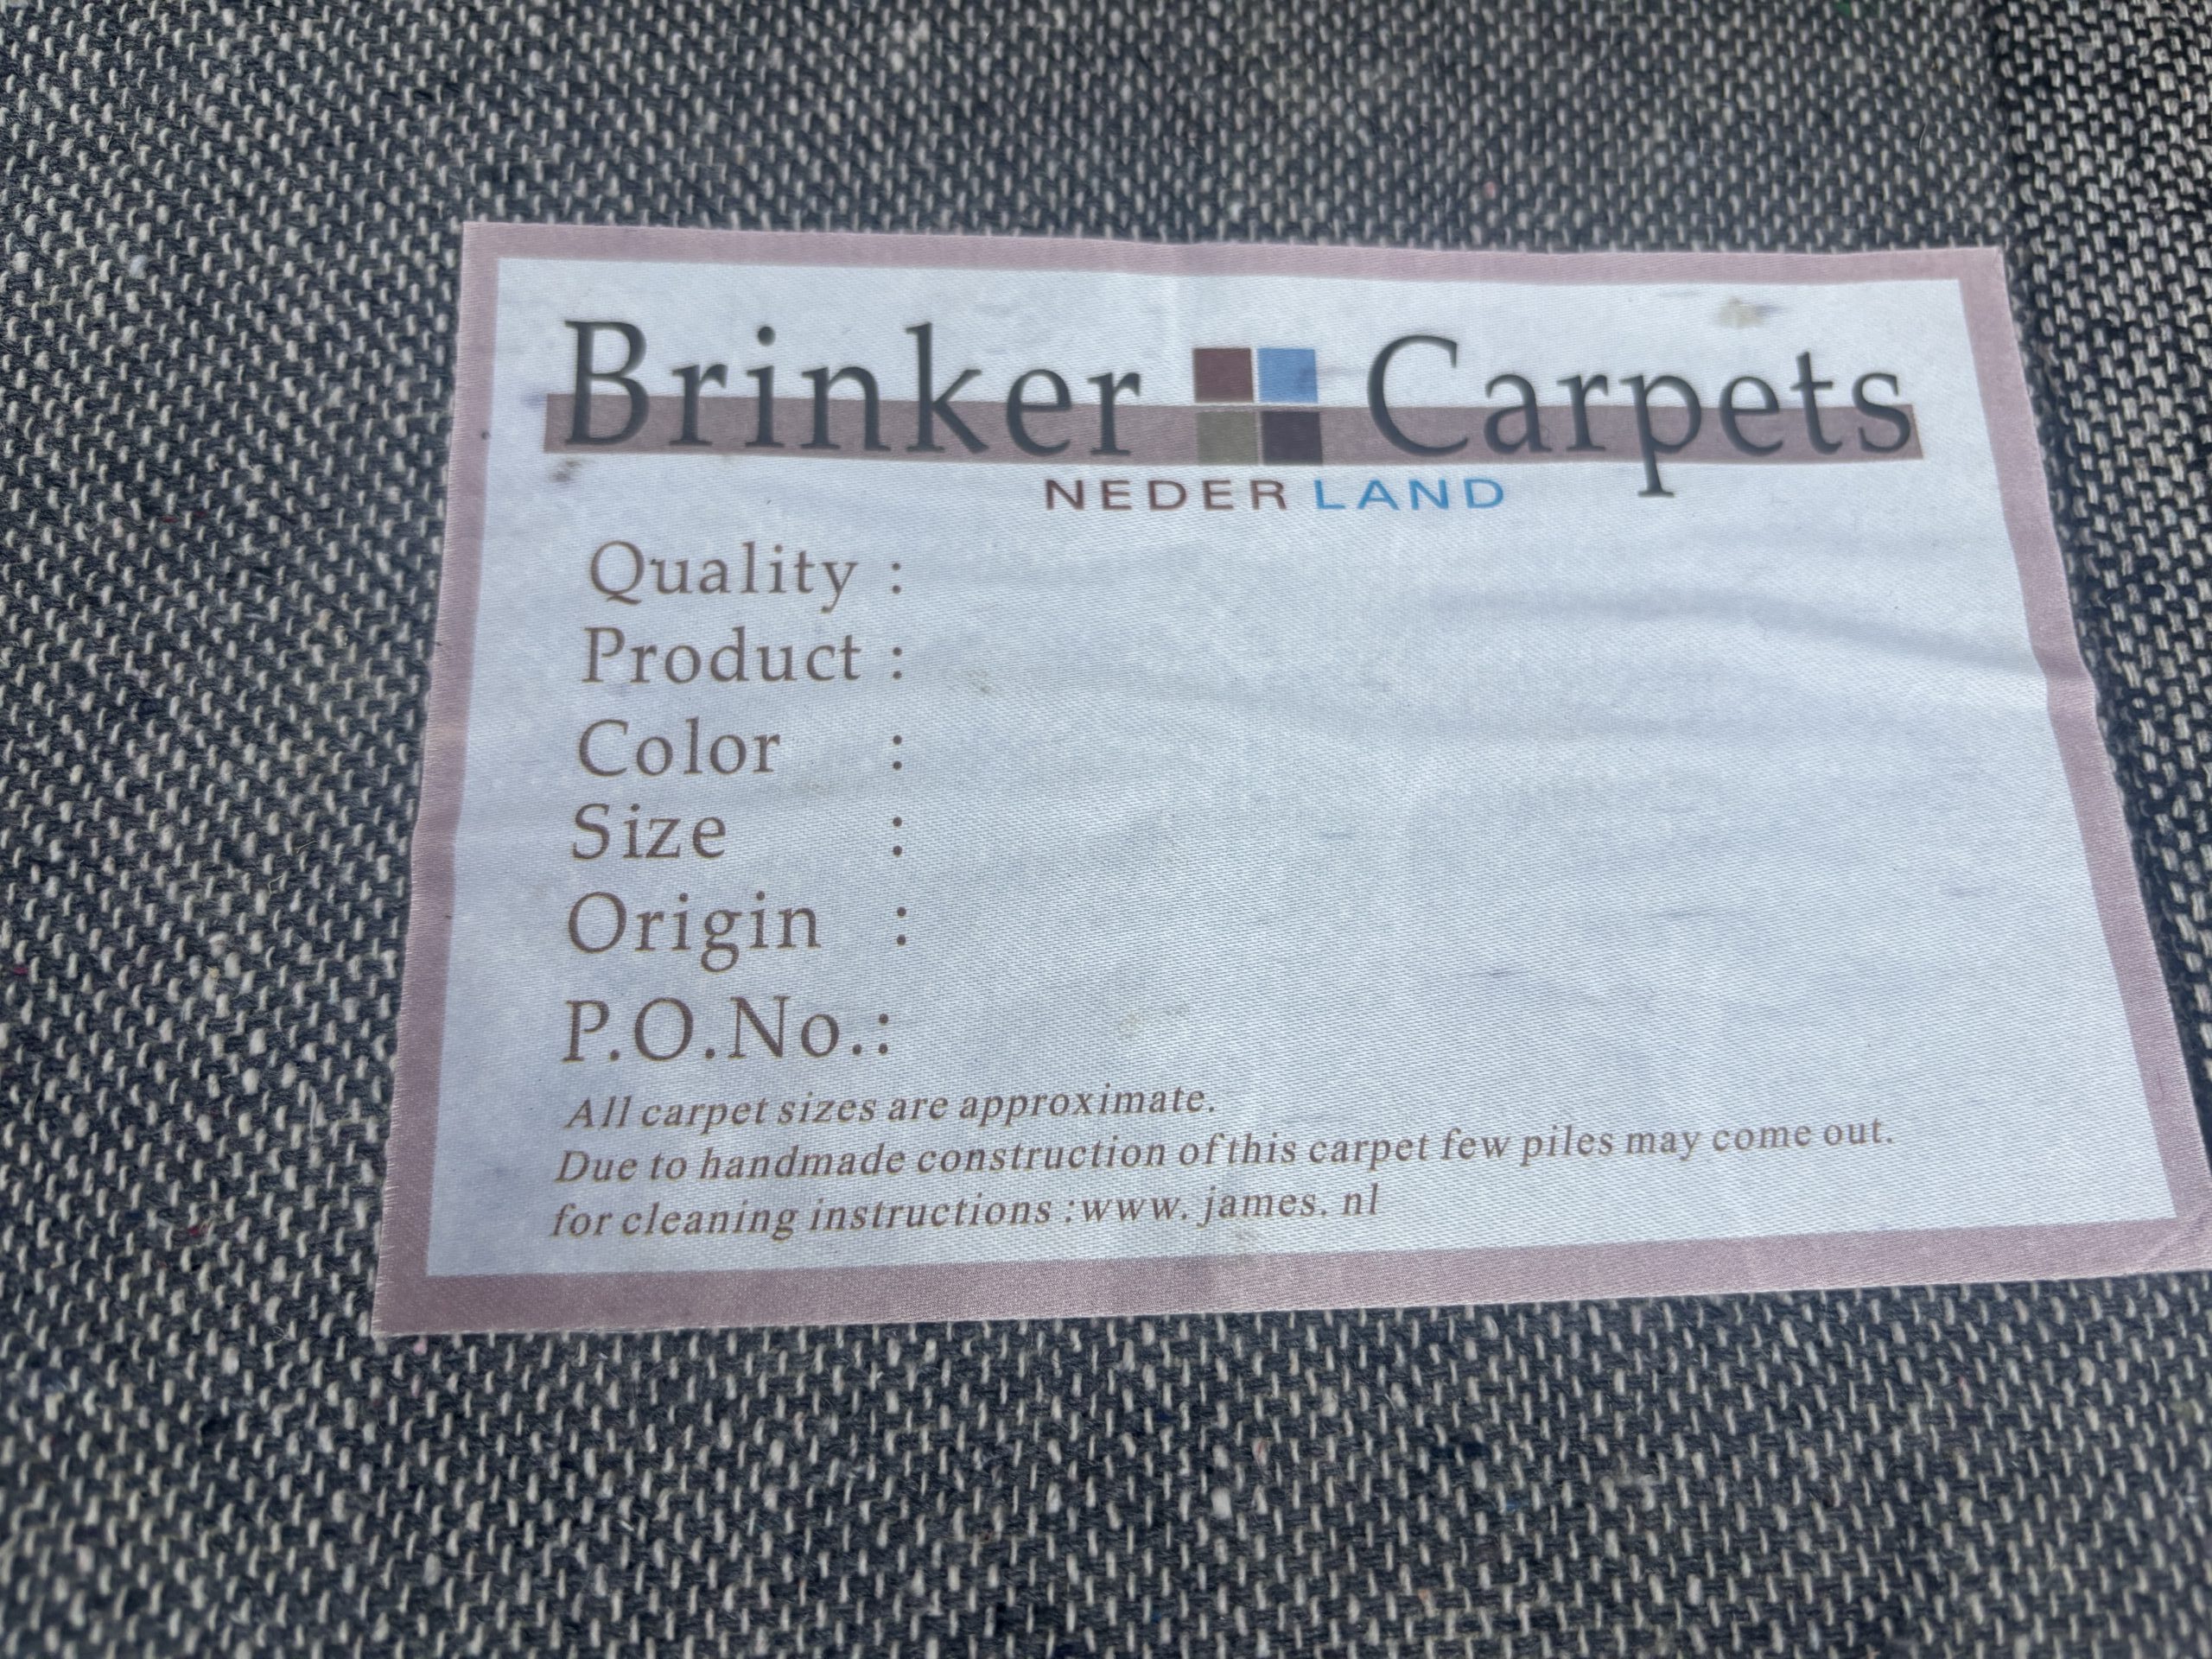 Brinker Carpets
NEDERLAND
Quality :
Product :
Color :
Size :
Origin :
P.O.No.:
All carpet sizes are approximate.
Due to handmade construction of this carpet few piles may come out.
for cleaning instructions :www. james. nl